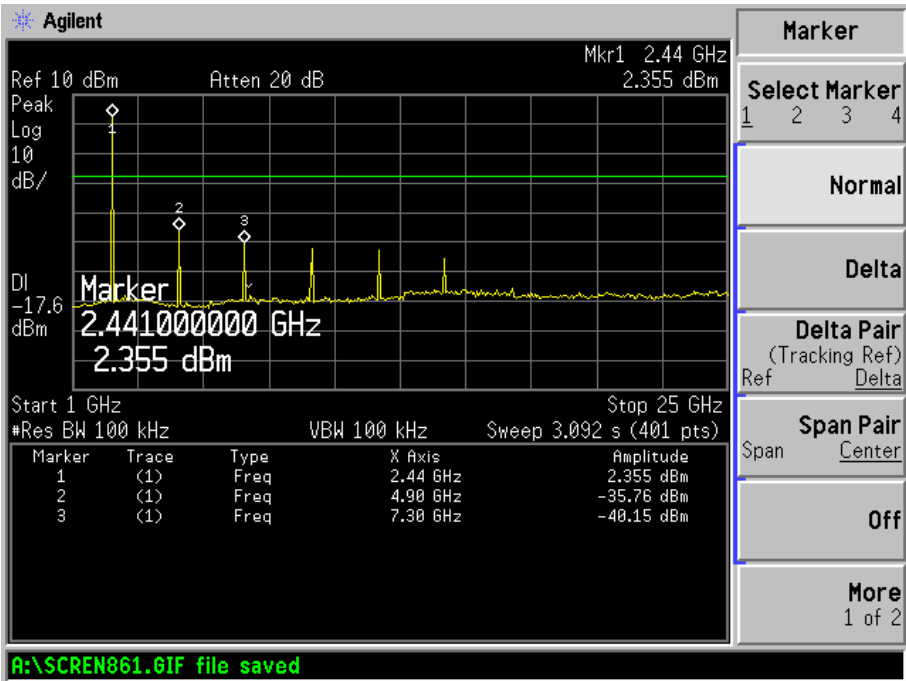 Agilent
Marker
Mkr1 2.44 GHz
Ref 10 dBm Atten 20 dB 2.355 dBm
Peak
Log
10
dB/
1
2
3
DI
-17.6
dBm
Marker
2.441000000 GHz
2.355 dBm
Start 1 GHz Stop 25 GHz
#Res BW 100 kHz VBW 100 kHz Sweep 3.092 s (401 pts)
Marker Trace Type X Axis Amplitude
1 (1) Freq 2.44 GHz 2.355 dBm
2 (1) Freq 4.90 GHz -35.76 dBm
3 (1) Freq 7.30 GHz -40.15 dBm
Select Marker
1 2 3 4
Normal
Delta
Delta Pair
(Tracking Ref)
Ref Delta
Span Pair
Span Center
Off
More
1 of 2
A:\SCREN861.GIF file saved